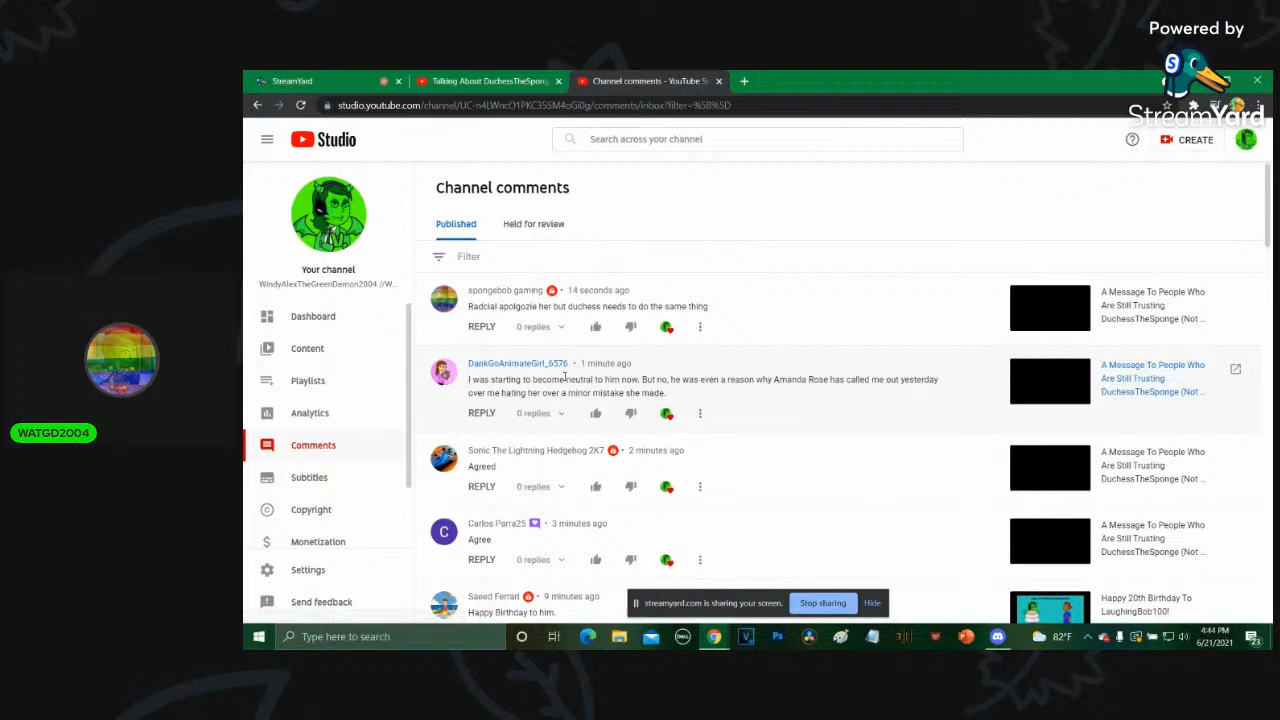 Powered by
StreamYard
StreamYard
Talking About DuchessTheSpong
Channel comments - YouTube S
studio.youtube.com/channel/UC-n4LWncO1PKC35SM4oGi0g/comments/inbox?filter=%5B%5D
Studio
Search across your channel
CREATE
Channel comments
Your channel
WindyAlexTheGreenDemon2004 //W...
Published
Held for review
Filter
Dashboard
Content
Playlists
Analytics
Comments
Subtitles
Copyright
Monetization
Settings
Send feedback
spongebob gaming • 14 seconds ago
Radcial apolgozie her but duchess needs to do the same thing
REPLY 0 replies
A Message To People Who
Are Still Trusting
DuchessTheSponge (Not ...
DankGoAnimateGirl_6576 • 1 minute ago
I was starting to become neutral to him now. But no, he was even a reason why Amanda Rose has called me out yesterday
over me hating her over a minor mistake she made.
REPLY 0 replies
A Message To People Who
Are Still Trusting
DuchessTheSponge (Not ...
Sonic The Lightning Hedgehog 2K7 • 2 minutes ago
Agreed
REPLY 0 replies
A Message To People Who
Are Still Trusting
DuchessTheSponge (Not ...
C
Carlos Parra25 • 3 minutes ago
Agree
REPLY 0 replies
A Message To People Who
Are Still Trusting
DuchessTheSponge (Not ...
Saeed Ferrari • 9 minutes ago
Happy Birthday to him.
Happy 20th Birthday To
LaughingBob100!
streamyard.com is sharing your screen.
Stop sharing
Hide
WATGD2004
Type here to search
DELL
Ps
82°F
4:44 PM
6/21/2021
23